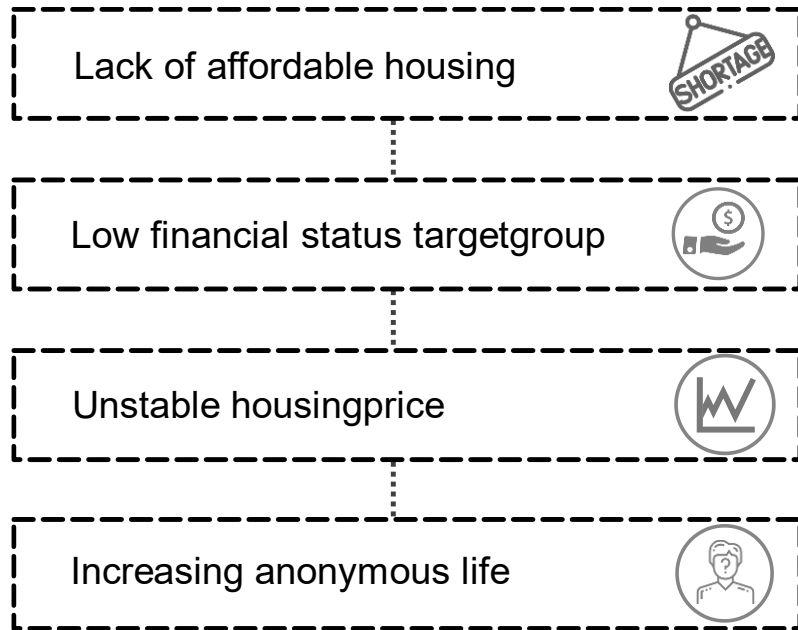 Lack of affordable housing
SHORTAGE
Low financial status targetgroup
$
Unstable housingprice
Increasing anonymous life
?